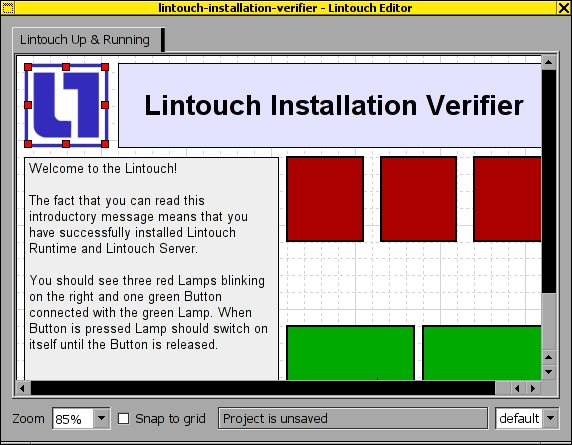 lintouch-installation-verifier - Lintouch Editor
Lintouch Up & Running
Lintouch Installation Verifier
Welcome to the Lintouch!
The fact that you can read this
introductory message means that you
have successfully installed Lintouch
Runtime and Lintouch Server.
You should see three red Lamps blinking
on the right and one green Button
connected with the green Lamp. When
Button is pressed Lamp should switch on
itself until the Button is released.
Zoom 85% Snap to grid Project is unsaved default